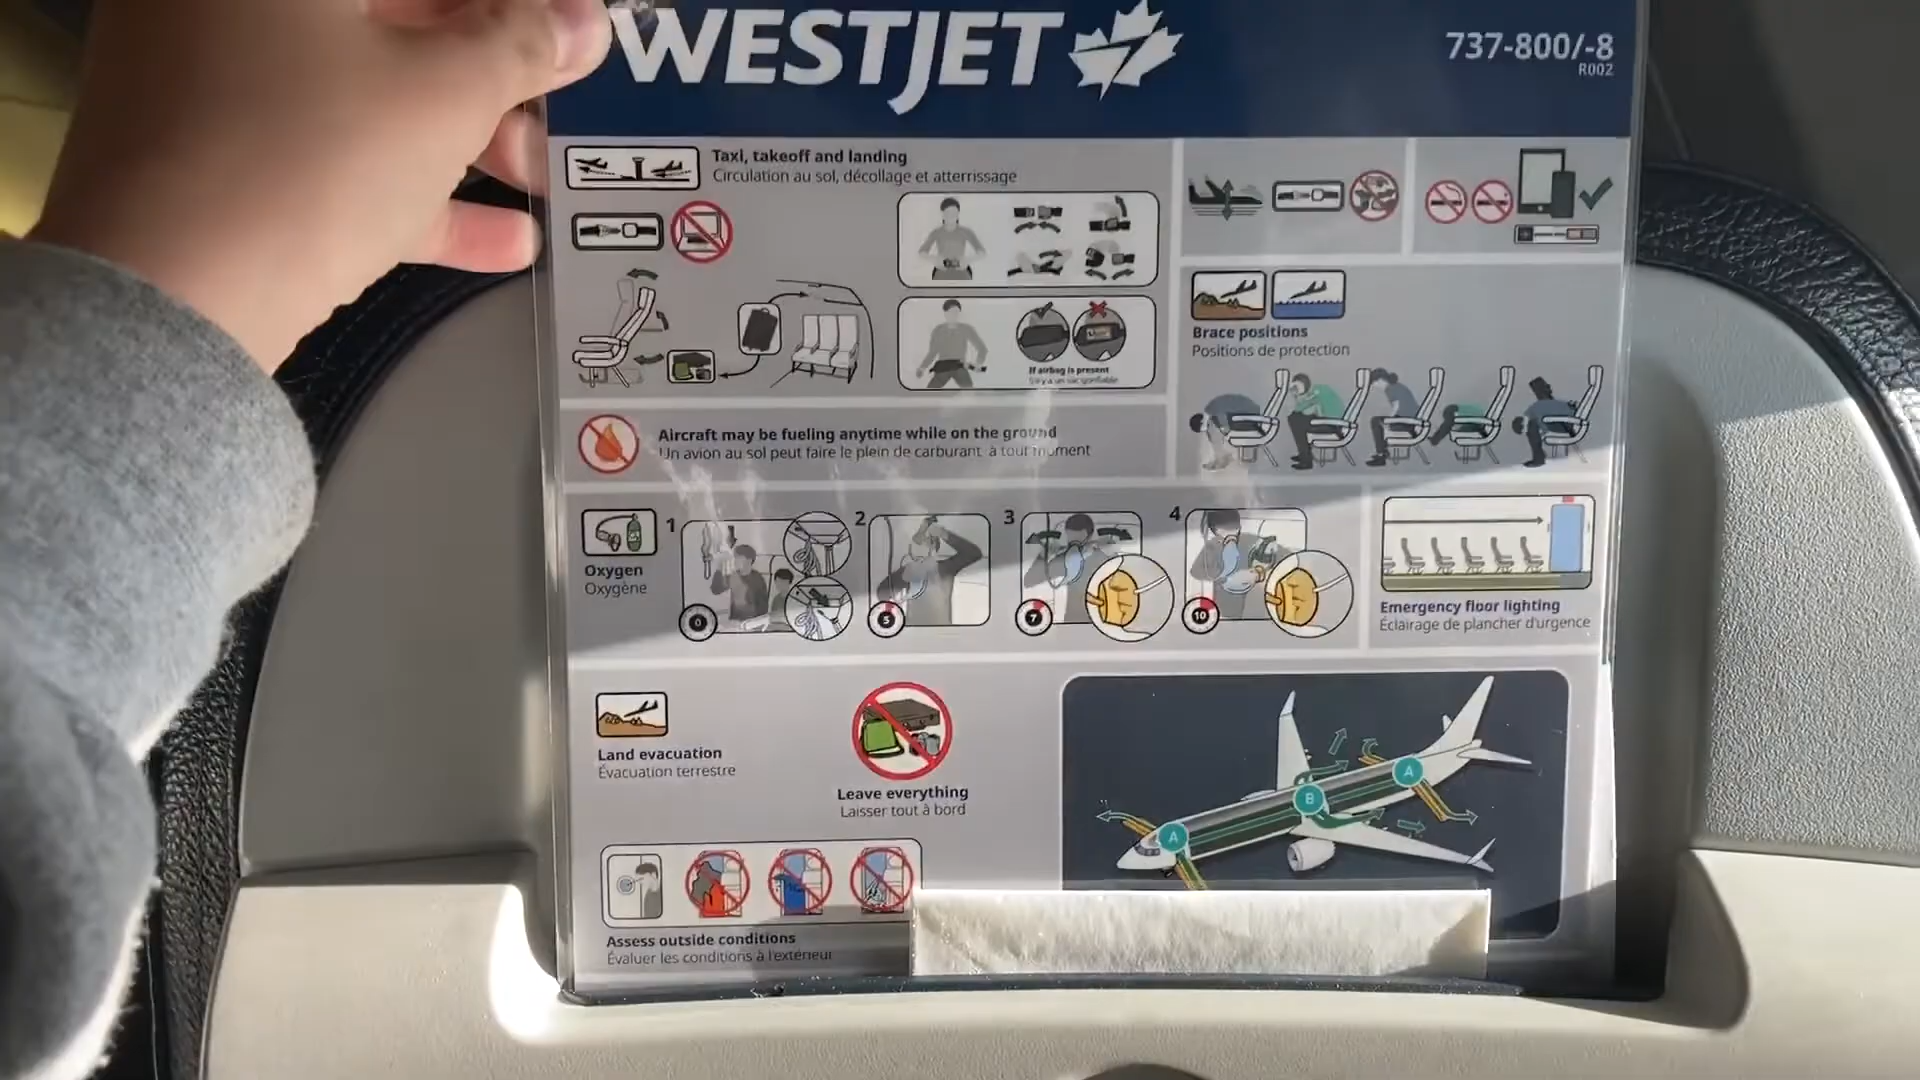 WESTJET
737-800/-8
R002
Taxi, takeoff and landing
Circulation au sol, décollage et atterrissage
If airbag is present
S'il y a un sac gonflable
Brace positions
Positions de protection
Aircraft may be fueling anytime while on the ground
Un avion au sol peut faire le plein de carburant à tout moment
Oxygen
Oxygène
1
2
3
4
0
5
7
10
Emergency floor lighting
Éclairage de plancher d'urgence
Land evacuation
Évacuation terrestre
Leave everything
Laisser tout à bord
A
B
A
Assess outside conditions
Évaluer les conditions à l'extérieur